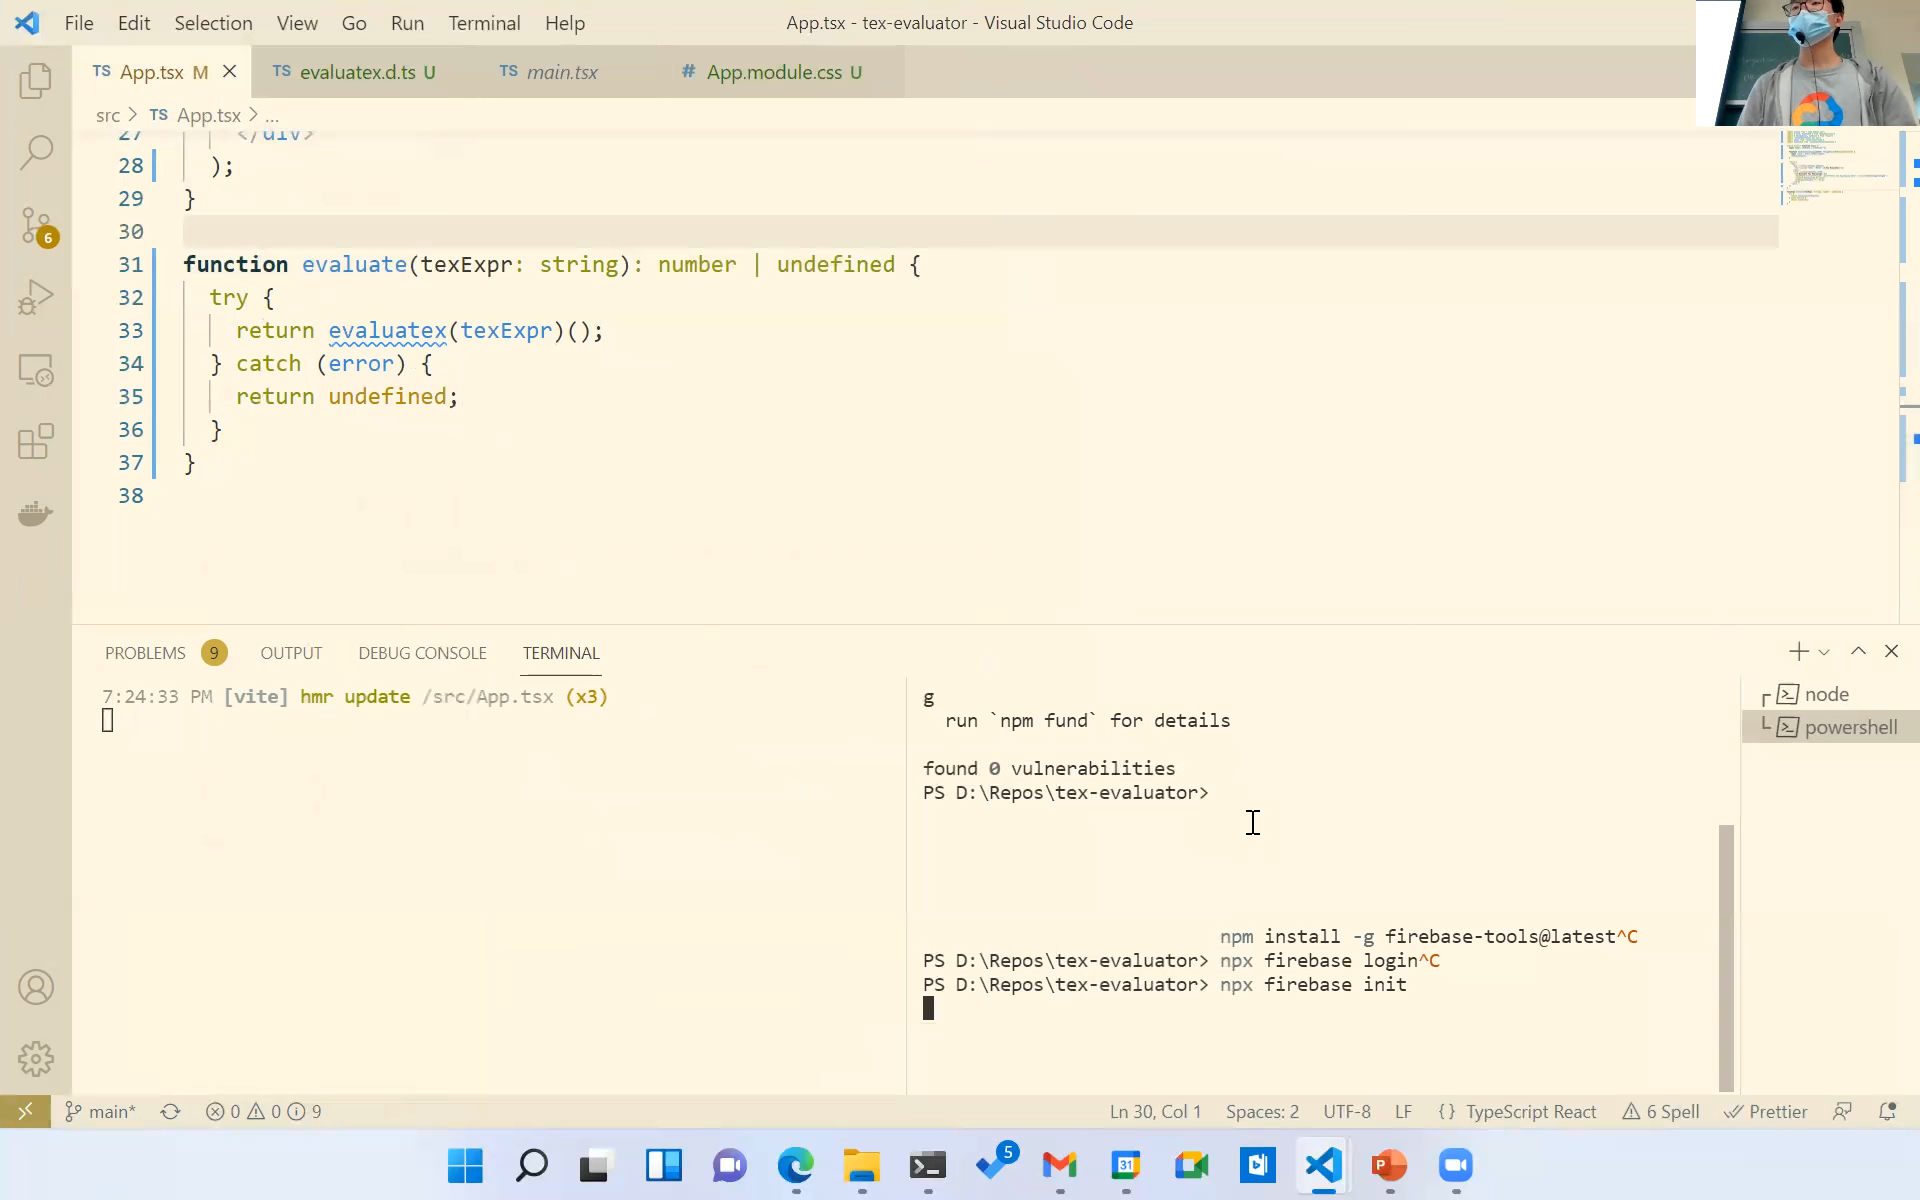 File Edit Selection View Go Run Terminal Help
App.tsx - tex-evaluator - Visual Studio Code
TS App.tsx M
TS evaluatex.d.ts U
TS main.tsx
# App.module.css U
src > TS App.tsx > ...
27 </div>
28 );
29 }
30
31 function evaluate(texExpr: string): number | undefined {
32 try {
33 return evaluatex(texExpr)();
34 } catch (error) {
35 return undefined;
36 }
37 }
38
6
PROBLEMS 9 OUTPUT DEBUG CONSOLE TERMINAL
7:24:33 PM [vite] hmr update /src/App.tsx (x3)
g
run `npm fund` for details
found 0 vulnerabilities
PS D:\Repos\tex-evaluator>
npm install -g firebase-tools@latest^C
PS D:\Repos\tex-evaluator> npx firebase login^C
PS D:\Repos\tex-evaluator> npx firebase init
node
powershell
main* 0 0 9
Ln 30, Col 1 Spaces: 2 UTF-8 LF {} TypeScript React 6 Spell Prettier
5
31
P